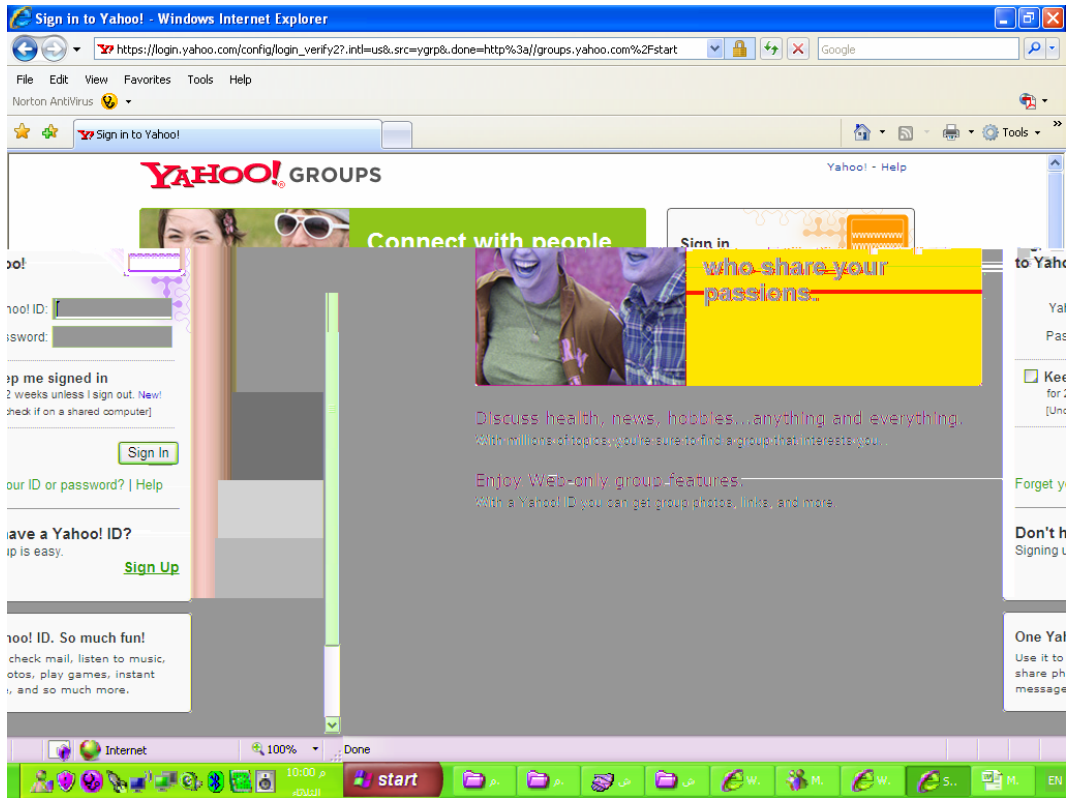 Sign in to Yahoo! - Windows Internet Explorer
https://login.yahoo.com/config/login_verify2?.intl=us&.src=ygrp&.done=http%3a//groups.yahoo.com%2Fstart
Google
File Edit View Favorites Tools Help
Norton AntiVirus
Sign in to Yahoo!
Tools
YAHOO! GROUPS
Yahoo! - Help
Connect with people
Sign in
oo!
who share your
to Yaho
passions.
hoo! ID:
Yal
ssword:
Pas
ep me signed in
Kee
2 weeks unless I sign out. New!
for 2
check if on a shared computer]
[Unc
Discuss health, news, hobbies...anything and everything.
With millions of topics, you're sure to find a group that interests you...
Sign In
Enjoy Web-only group features.
our ID or password? | Help
Forget y
With a Yahoo! ID you can get group photos, links, and more.
ave a Yahoo! ID?
Don't h
up is easy.
Signing u
Sign Up
hoo! ID. So much fun!
One Yah
check mail, listen to music,
Use it to
otos, play games, instant
share ph
, and so much more.
message
Internet
100%
Done
10:00 م
الثلاثاء
start
م..
م..
ش..
ش..
W..
M.
W..
S..
M.
EN